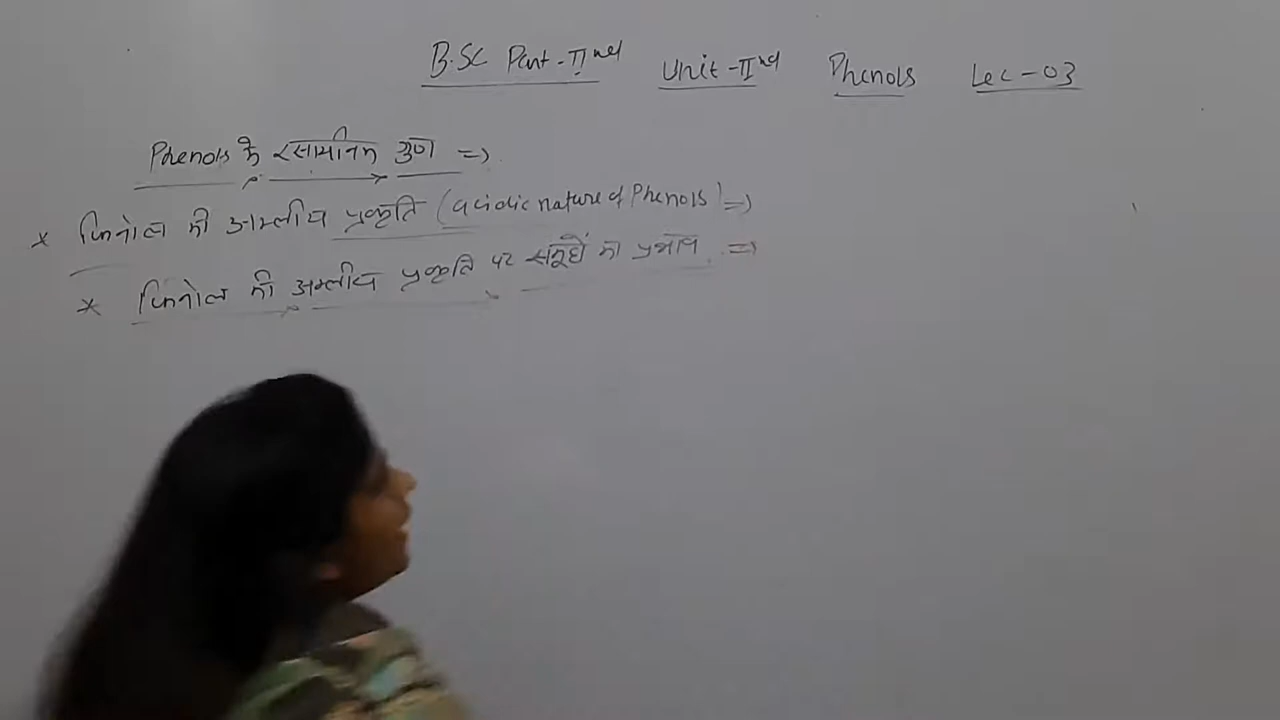 B.SC Part-IInd Unit-IInd Phenols Lec-03
Phenols के रसायनिक गुण =>
* फिनोल की अम्लीय प्रकृति (acidic nature of Phenols) =>
* फिनोल की अम्लीय प्रकृति पर समूहों का प्रभाव =>